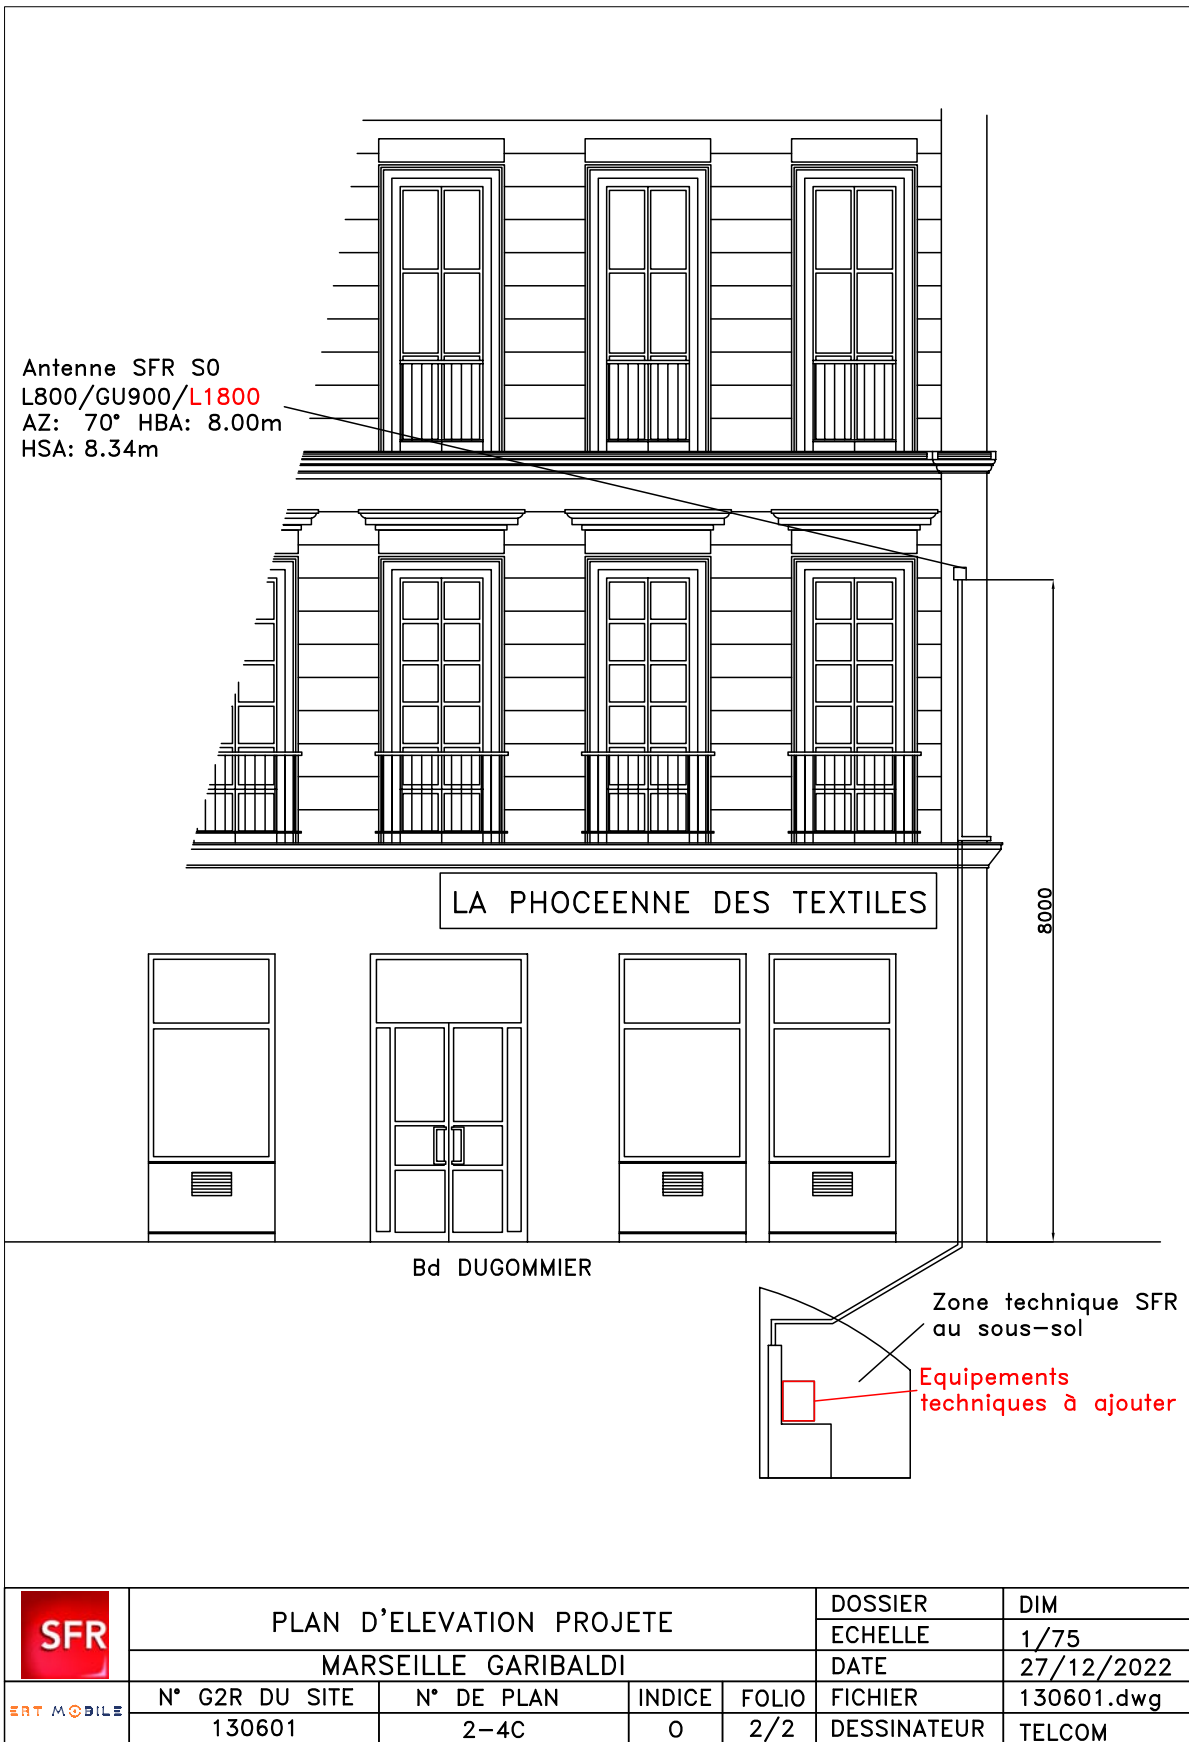 Antenne SFR S0
L800/GU900/L1800
AZ: 70° HBA: 8.00m
HSA: 8.34m
LA PHOCEENNE DES TEXTILES
8000
Bd DUGOMMIER
Zone technique SFR
au sous-sol
Equipements
techniques à ajouter
SFR
PLAN D'ELEVATION PROJETE
MARSEILLE GARIBALDI
DOSSIER DIM
ECHELLE 1/75
DATE 27/12/2022
ERT MOBILE
N° G2R DU SITE N° DE PLAN INDICE FOLIO FICHIER 130601.dwg
130601 2-4C O 2/2 DESSINATEUR TELCOM